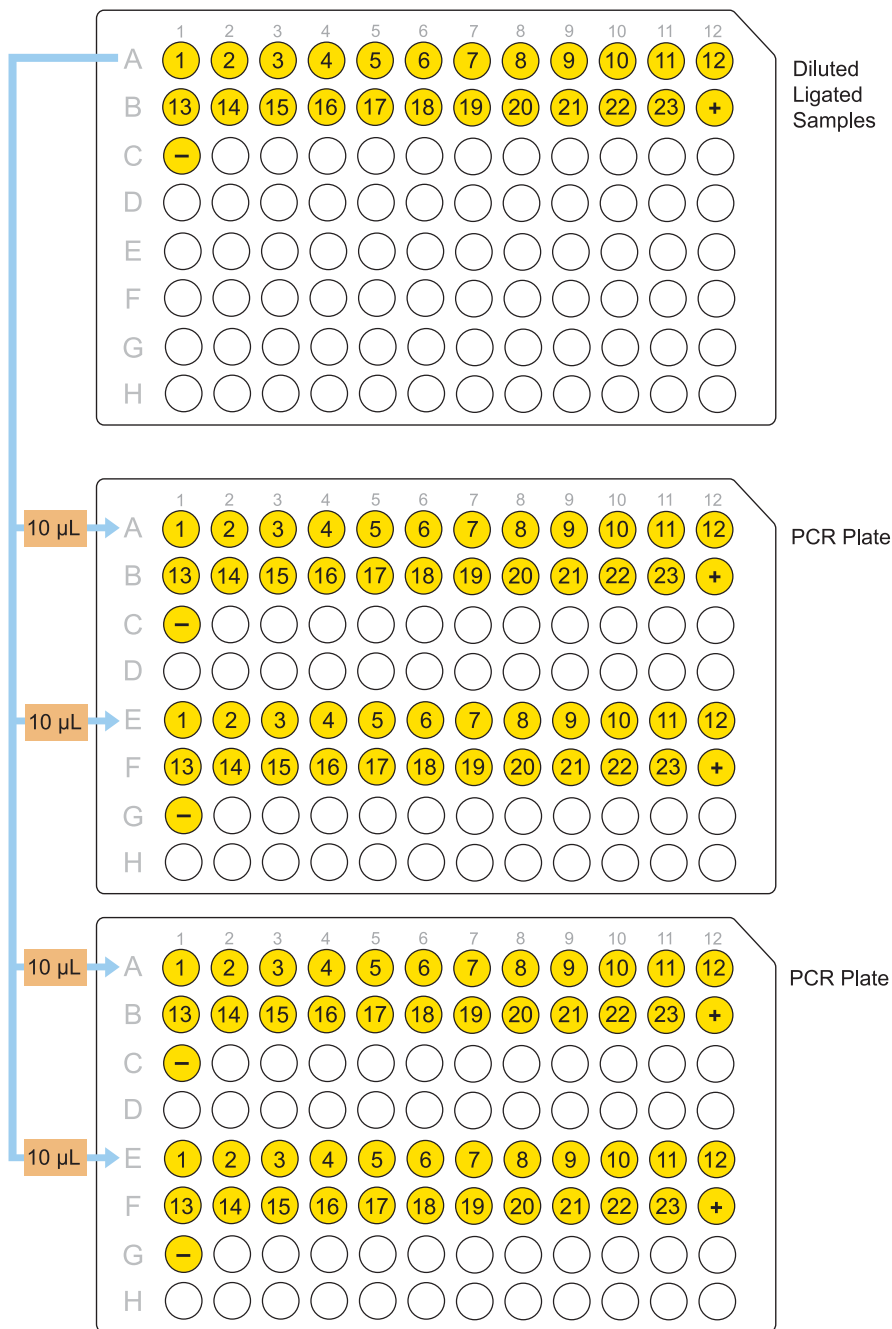 1 2 3 4 5 6 7 8 9 10 11 12
A 1 2 3 4 5 6 7 8 9 10 11 12
B 13 14 15 16 17 18 19 20 21 22 23 +
C −
D
E
F
G
H
Diluted
Ligated
Samples
1 2 3 4 5 6 7 8 9 10 11 12
10 µL A 1 2 3 4 5 6 7 8 9 10 11 12
PCR Plate
B 13 14 15 16 17 18 19 20 21 22 23 +
C −
D
10 µL E 1 2 3 4 5 6 7 8 9 10 11 12
F 13 14 15 16 17 18 19 20 21 22 23 +
G −
H
1 2 3 4 5 6 7 8 9 10 11 12
10 µL A 1 2 3 4 5 6 7 8 9 10 11 12
PCR Plate
B 13 14 15 16 17 18 19 20 21 22 23 +
C −
D
10 µL E 1 2 3 4 5 6 7 8 9 10 11 12
F 13 14 15 16 17 18 19 20 21 22 23 +
G −
H